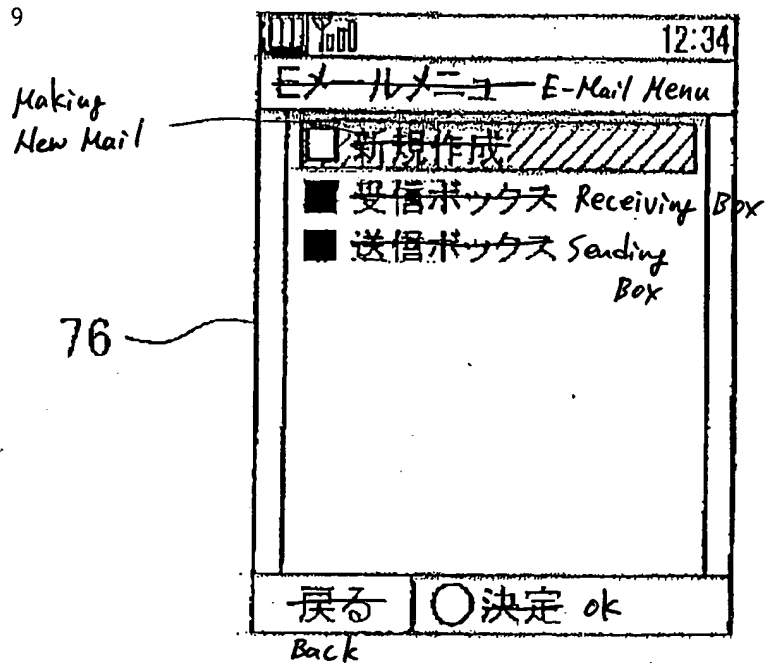 9
12:34
Eメールメニュー E-Mail Menu
Making
New Mail
新規作成
受信ボックス Receiving Box
送信ボックス Sending
Box
76
戻る 決定 ok
Back